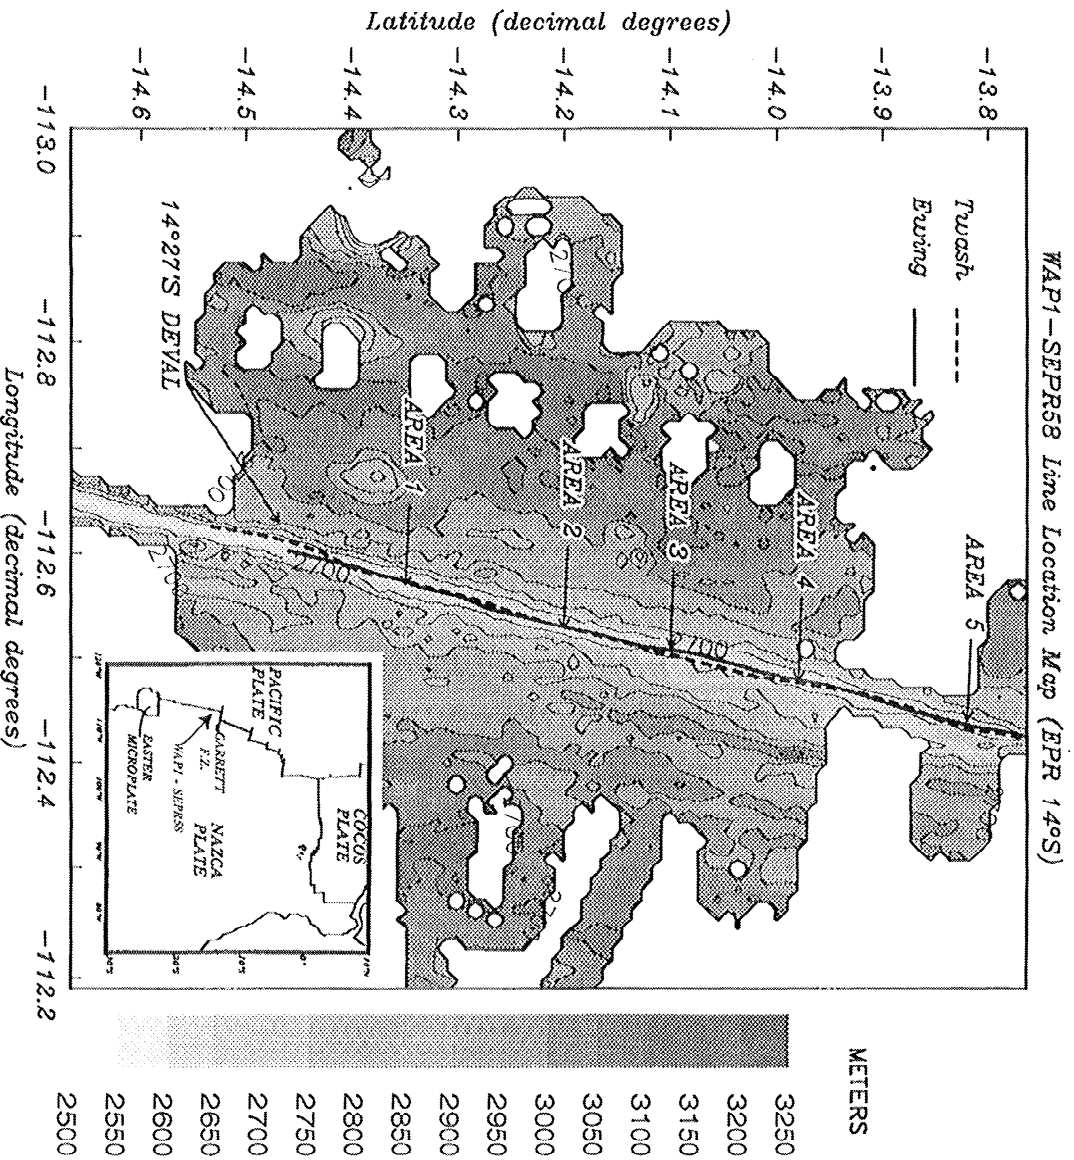 WAP1-SEPR58 Line Location Map (EPR 14°S)
Latitude (decimal degrees)
-13.8
-13.9
-14.0
-14.1
-14.2
-14.3
-14.4
-14.5
-14.6
-113.0
-112.8
-112.6
-112.4
-112.2
Longitude (decimal degrees)
Twash
Ewing
AREA 5
AREA 4
AREA 3
AREA 2
AREA 1
14°27'S DEVAL
2700
2700
COCOS
PLATE
PACIFIC
PLATE
GARRETT
F.Z.
NAZCA
PLATE
WAP1 - SEPR58
EASTER
MICROPLATE
METERS
3250
3200
3150
3100
3050
3000
2950
2900
2850
2800
2750
2700
2650
2600
2550
2500